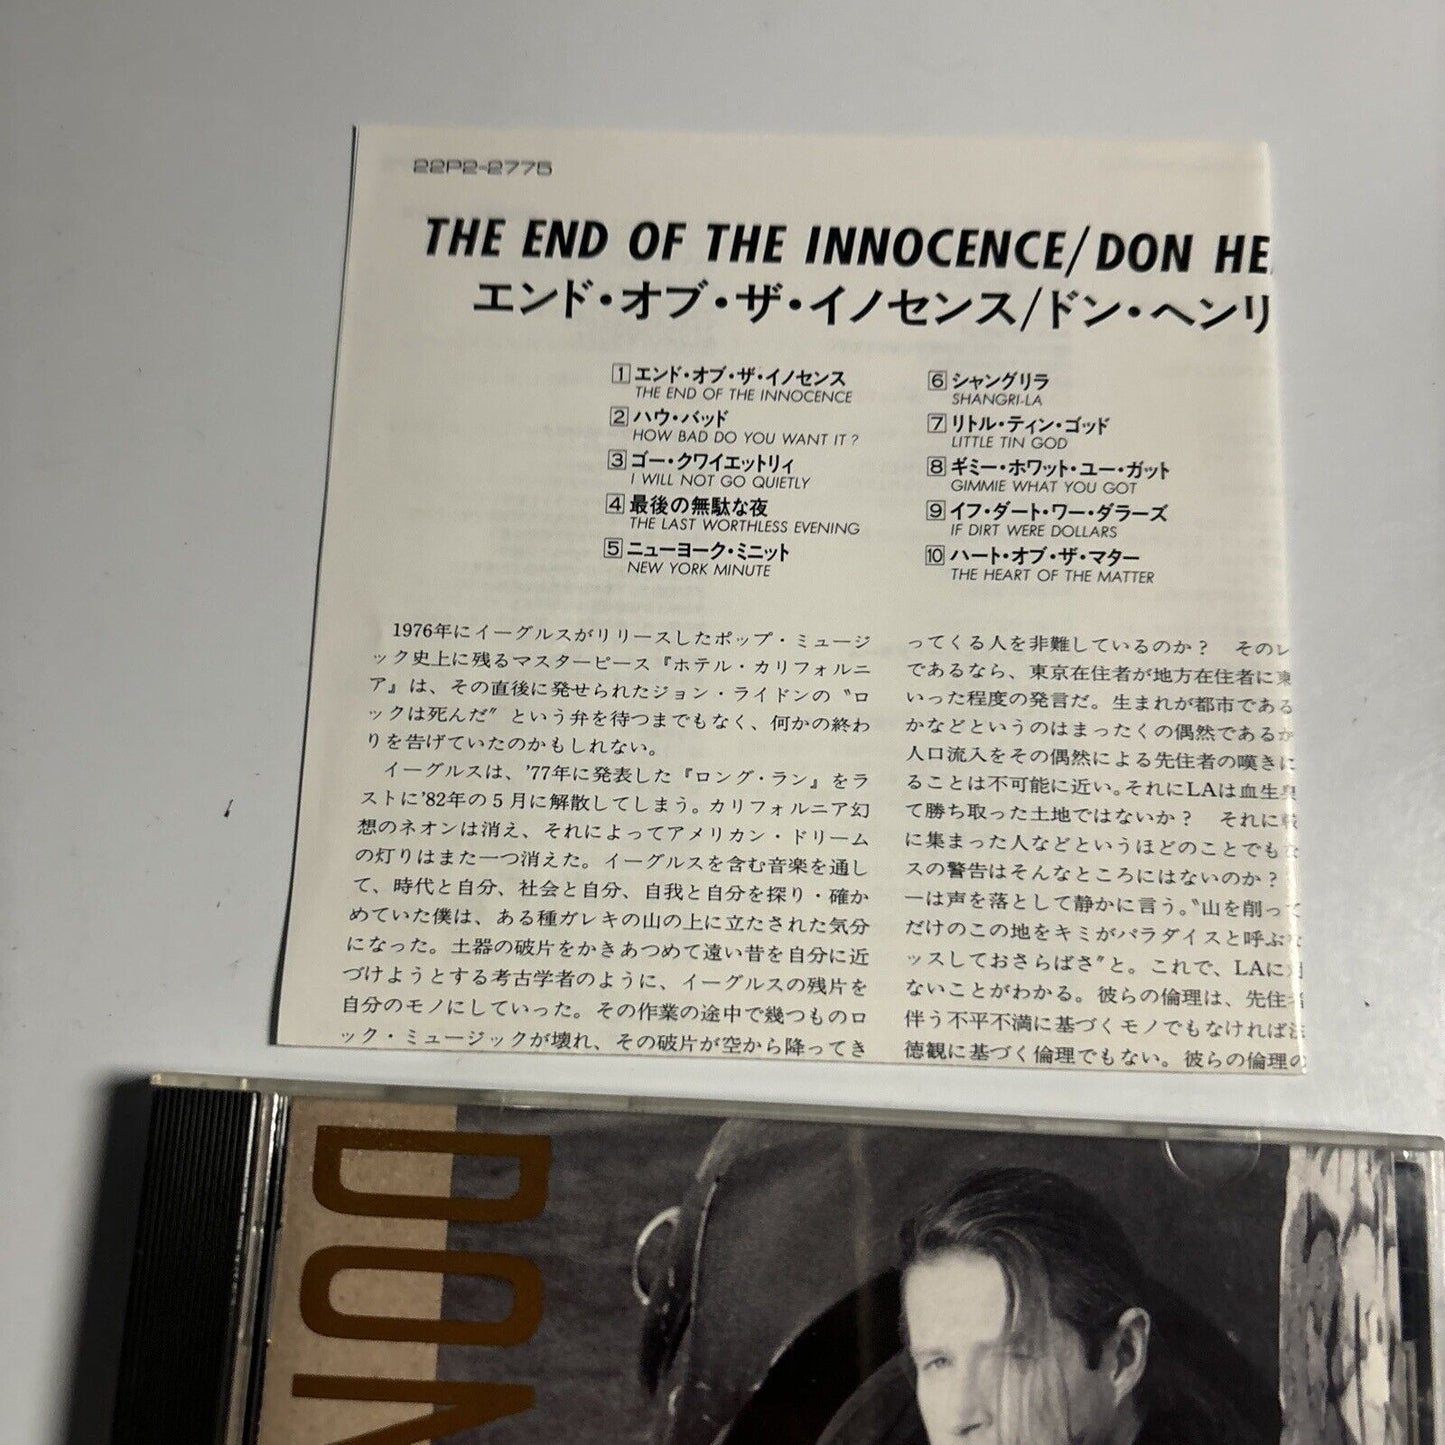 22P2-2775
THE END OF THE INNOCENCE/DON HE
エンド・オブ・ザ・イノセンス/ドン・ヘンリ
1 エンド・オブ・ザ・イノセンス
THE END OF THE INNOCENCE
2 ハウ・バッド
HOW BAD DO YOU WANT IT?
3 ゴー・クワイエットリィ
I WILL NOT GO QUIETLY
4 最後の無駄な夜
THE LAST WORTHLESS EVENING
5 ニューヨーク・ミニット
NEW YORK MINUTE
6 シャングリラ
SHANGRI-LA
7 リトル・ティン・ゴッド
LITTLE TIN GOD
8 ギミー・ホワット・ユー・ガット
GIMMIE WHAT YOU GOT
9 イフ・ダート・ワー・ダラーズ
IF DIRT WERE DOLLARS
10 ハート・オブ・ザ・マター
THE HEART OF THE MATTER
1976年にイーグルスがリリースしたポップ・ミュージ
ック史上に残るマスターピース『ホテル・カリフォルニ
ア』は、その直後に発せられたジョン・ライドンの〝ロ
ックは死んだ〞という弁を待つまでもなく、何かの終わ
りを告げていたのかもしれない。
イーグルスは、'77年に発表した『ロング・ラン』をラ
ストに'82年の5月に解散してしまう。カリフォルニア幻
想のネオンは消え、それによってアメリカン・ドリーム
の灯りはまた一つ消えた。イーグルスを含む音楽を通し
て、時代と自分、社会と自分、自我と自分を探り・確か
めていた僕は、ある種ガレキの山の上に立たされた気分
になった。土器の破片をかきあつめて遠い昔を自分に近
づけようとする考古学者のように、イーグルスの残片を
自分のモノにしていった。その作業の途中で幾つものロ
ック・ミュージックが壊れ、その破片が空から降ってき
ってくる人を非難しているのか？　そのレ
であるなら、東京在住者が地方在住者に東
いった程度の発言だ。生まれが都市である
かなどというのはまったくの偶然であるか
人口流入をその偶然による先住者の嘆きに
ることは不可能に近い。それにLAは血生臭
て勝ち取った土地ではないか？　それに戦
に集まった人などというほどのことでもな
スの警告はそんなところにはないのか？
ーは声を落として静かに言う。〝山を削って
だけのこの地をキミがパラダイスと呼ぶな
ッスしておさらばさ〞と。これで、LAに対
ないことがわかる。彼らの倫理は、先住者
伴う不平不満に基づくモノでもなければ法
徳観に基づく倫理でもない。彼らの倫理の
DON